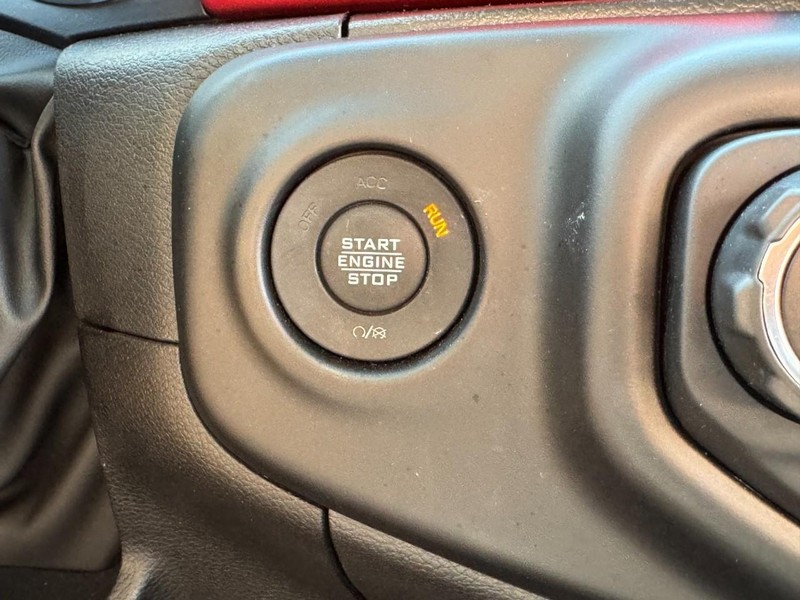 OFF
ACC
RUN
START
ENGINE
STOP